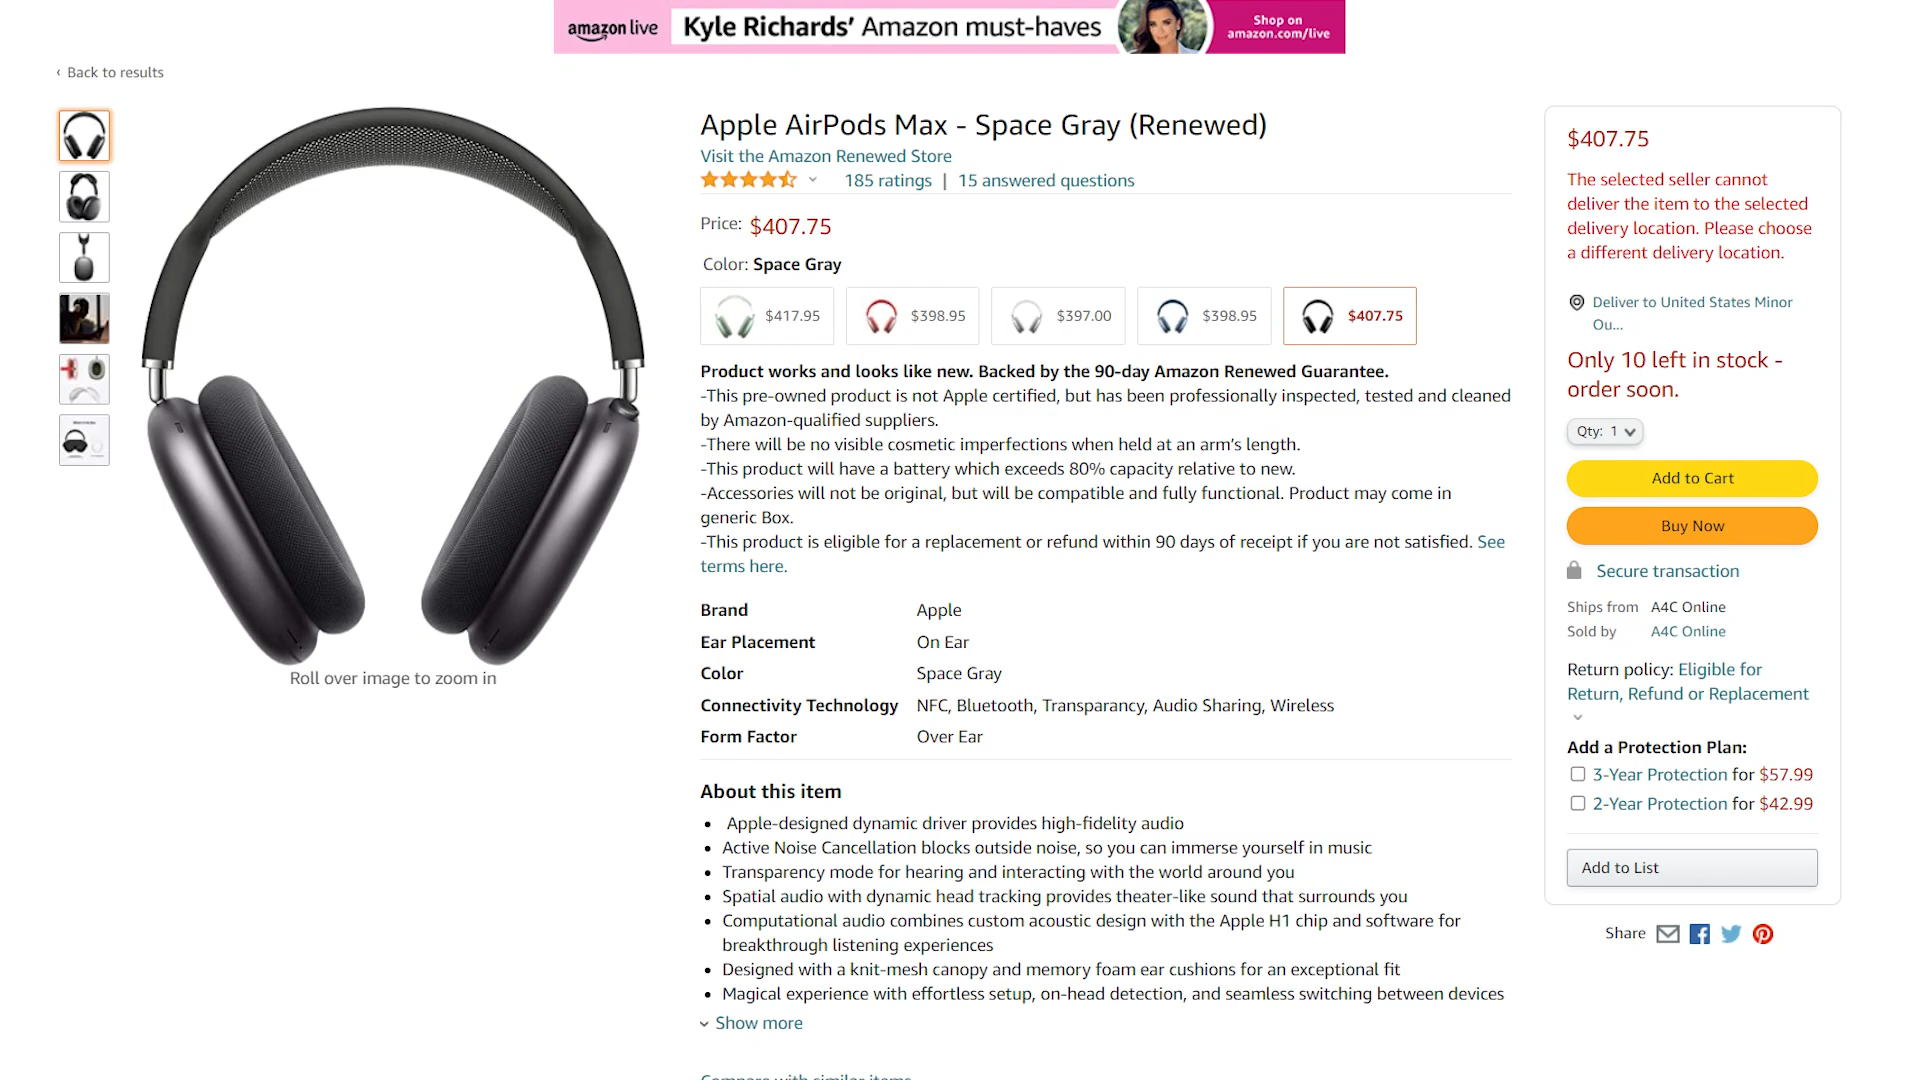 amazon live
Kyle Richards’ Amazon must-haves
Shop on
amazon.com/live
‹ Back to results
Apple AirPods Max - Space Gray (Renewed)
Visit the Amazon Renewed Store
185 ratings | 15 answered questions
Price: $407.75
Color: Space Gray
$417.95 $398.95 $397.00 $398.95 $407.75
Product works and looks like new. Backed by the 90-day Amazon Renewed Guarantee.
-This pre-owned product is not Apple certified, but has been professionally inspected, tested and cleaned
by Amazon-qualified suppliers.
-There will be no visible cosmetic imperfections when held at an arm’s length.
-This product will have a battery which exceeds 80% capacity relative to new.
-Accessories will not be original, but will be compatible and fully functional. Product may come in
generic Box.
-This product is eligible for a replacement or refund within 90 days of receipt if you are not satisfied. See
terms here.
Brand Apple
Ear Placement On Ear
Color Space Gray
Connectivity Technology NFC, Bluetooth, Transparancy, Audio Sharing, Wireless
Form Factor Over Ear
About this item
• Apple-designed dynamic driver provides high-fidelity audio
• Active Noise Cancellation blocks outside noise, so you can immerse yourself in music
• Transparency mode for hearing and interacting with the world around you
• Spatial audio with dynamic head tracking provides theater-like sound that surrounds you
• Computational audio combines custom acoustic design with the Apple H1 chip and software for
breakthrough listening experiences
• Designed with a knit-mesh canopy and memory foam ear cushions for an exceptional fit
• Magical experience with effortless setup, on-head detection, and seamless switching between devices
Show more
Compare with similar items
Roll over image to zoom in
$407.75
The selected seller cannot
deliver the item to the selected
delivery location. Please choose
a different delivery location.
Deliver to United States Minor
Ou...
Only 10 left in stock -
order soon.
Qty: 1
Add to Cart
Buy Now
Secure transaction
Ships from A4C Online
Sold by A4C Online
Return policy: Eligible for
Return, Refund or Replacement
Add a Protection Plan:
3-Year Protection for $57.99
2-Year Protection for $42.99
Add to List
Share